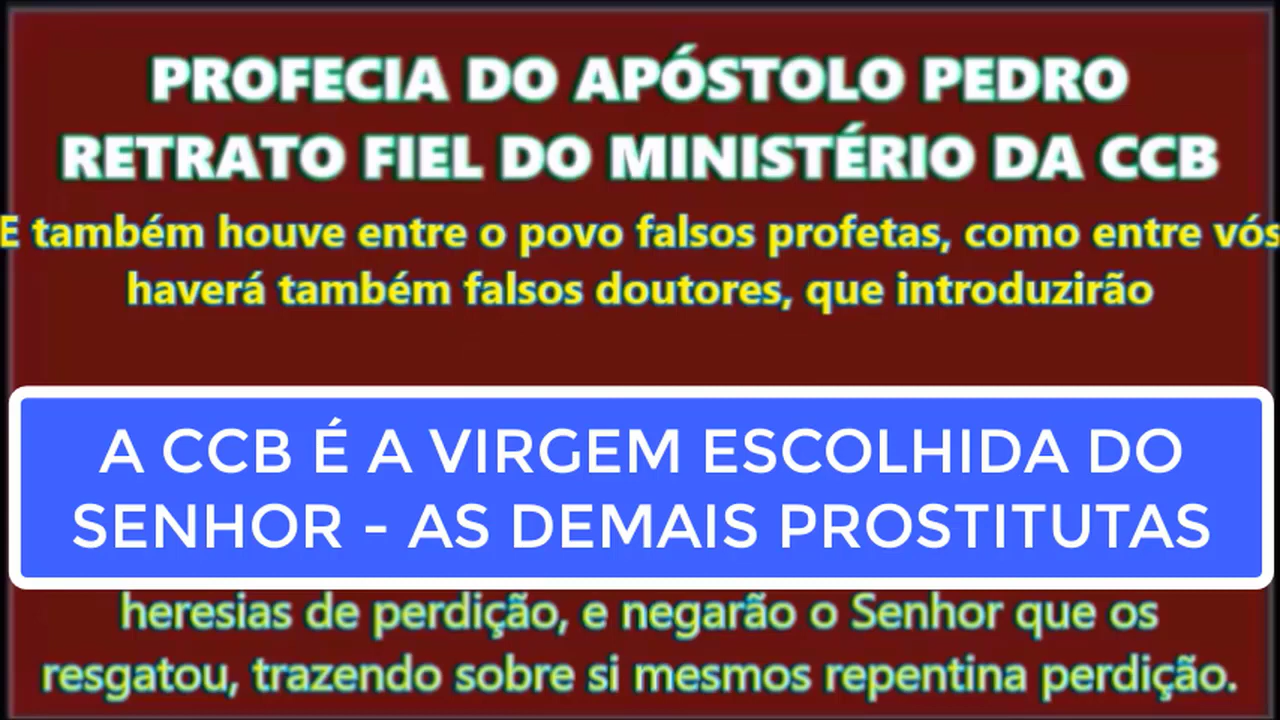 PROFECIA DO APÓSTOLO PEDRO
RETRATO FIEL DO MINISTÉRIO DA CCB
E também houve entre o povo falsos profetas, como entre vós
haverá também falsos doutores, que introduzirão
A CCB É A VIRGEM ESCOLHIDA DO
SENHOR - AS DEMAIS PROSTITUTAS
heresias de perdição, e negarão o Senhor que os
resgatou, trazendo sobre si mesmos repentina perdição.